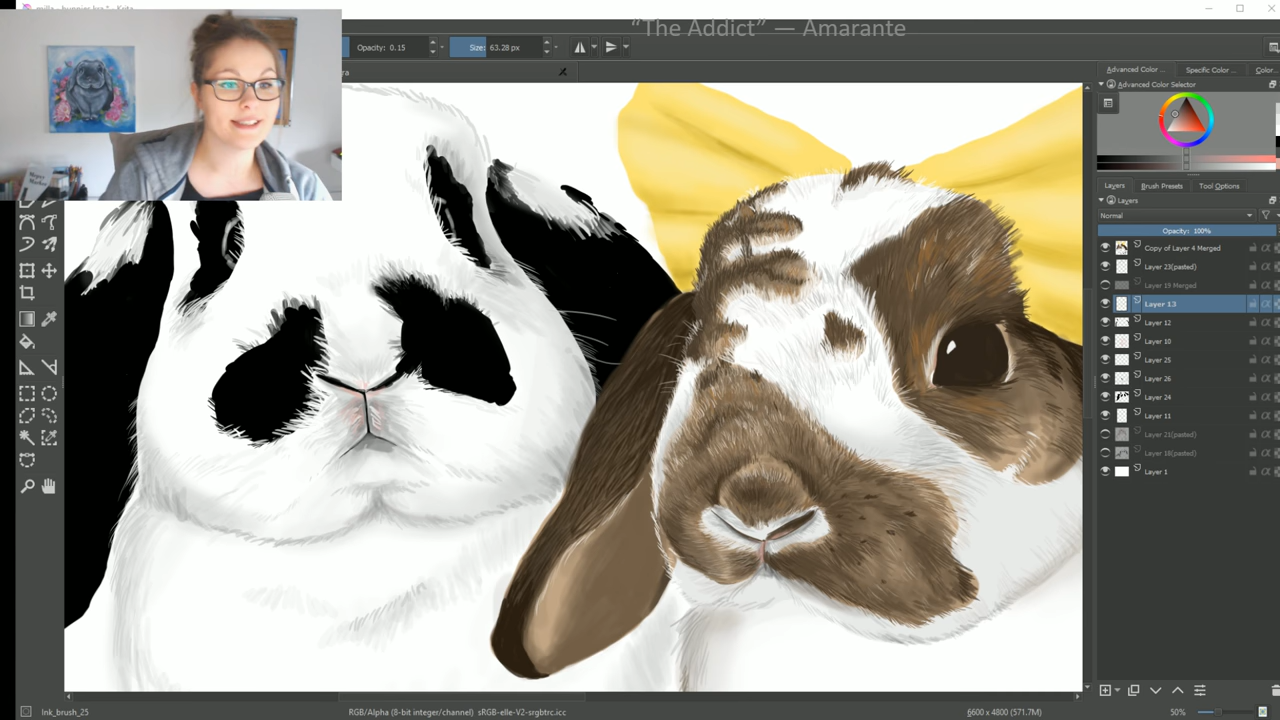 "The Addict" — Amarante
Opacity: 0.15
Size: 63.28 px
Advanced Color ...
Specific Color ...
Color...
Advanced Color Selector
Layers
Brush Presets
Tool Options
Layers
Normal
Opacity: 100%
Copy of Layer 4 Merged
Layer 23(pasted)
Layer 19 Merged
Layer 13
Layer 12
Layer 10
Layer 25
Layer 26
Layer 24
Layer 11
Layer 21(pasted)
Layer 18(pasted)
Layer 1
Ink_brush_25
RGB/Alpha (8-bit integer/channel) sRGB-elle-V2-srgbtrc.icc
6600 x 4800 (571.7M)
50%